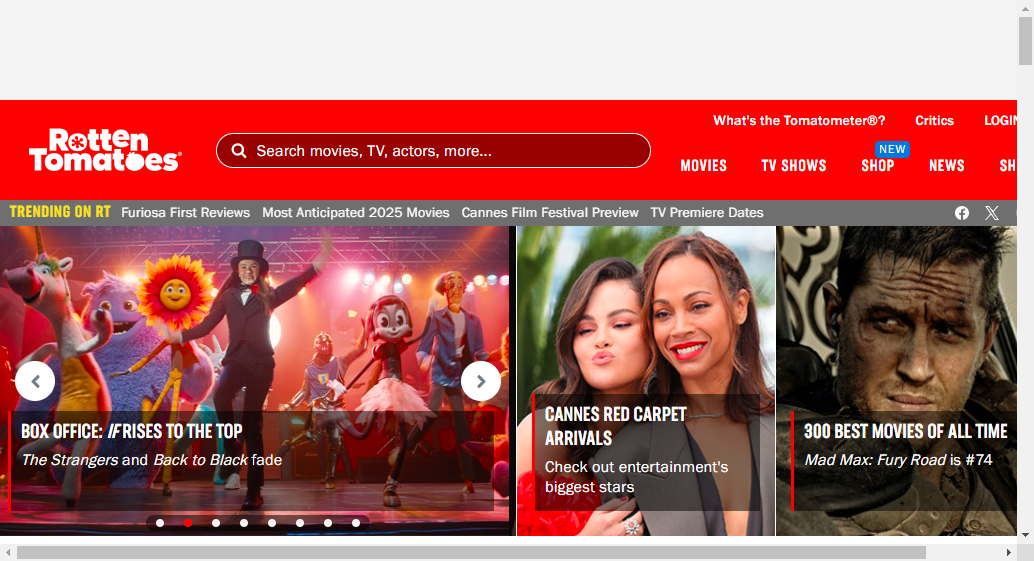 What's the Tomatometer®? Critics LOGIN
Rotten
Tomatoes®
Search movies, TV, actors, more...
NEW
MOVIES TV SHOWS SHOP NEWS SH
TRENDING ON RT Furiosa First Reviews Most Anticipated 2025 Movies Cannes Film Festival Preview TV Premiere Dates
BOX OFFICE: IF RISES TO THE TOP
The Strangers and Back to Black fade
CANNES RED CARPET
ARRIVALS
Check out entertainment's
biggest stars
300 BEST MOVIES OF ALL TIME
Mad Max: Fury Road is #74